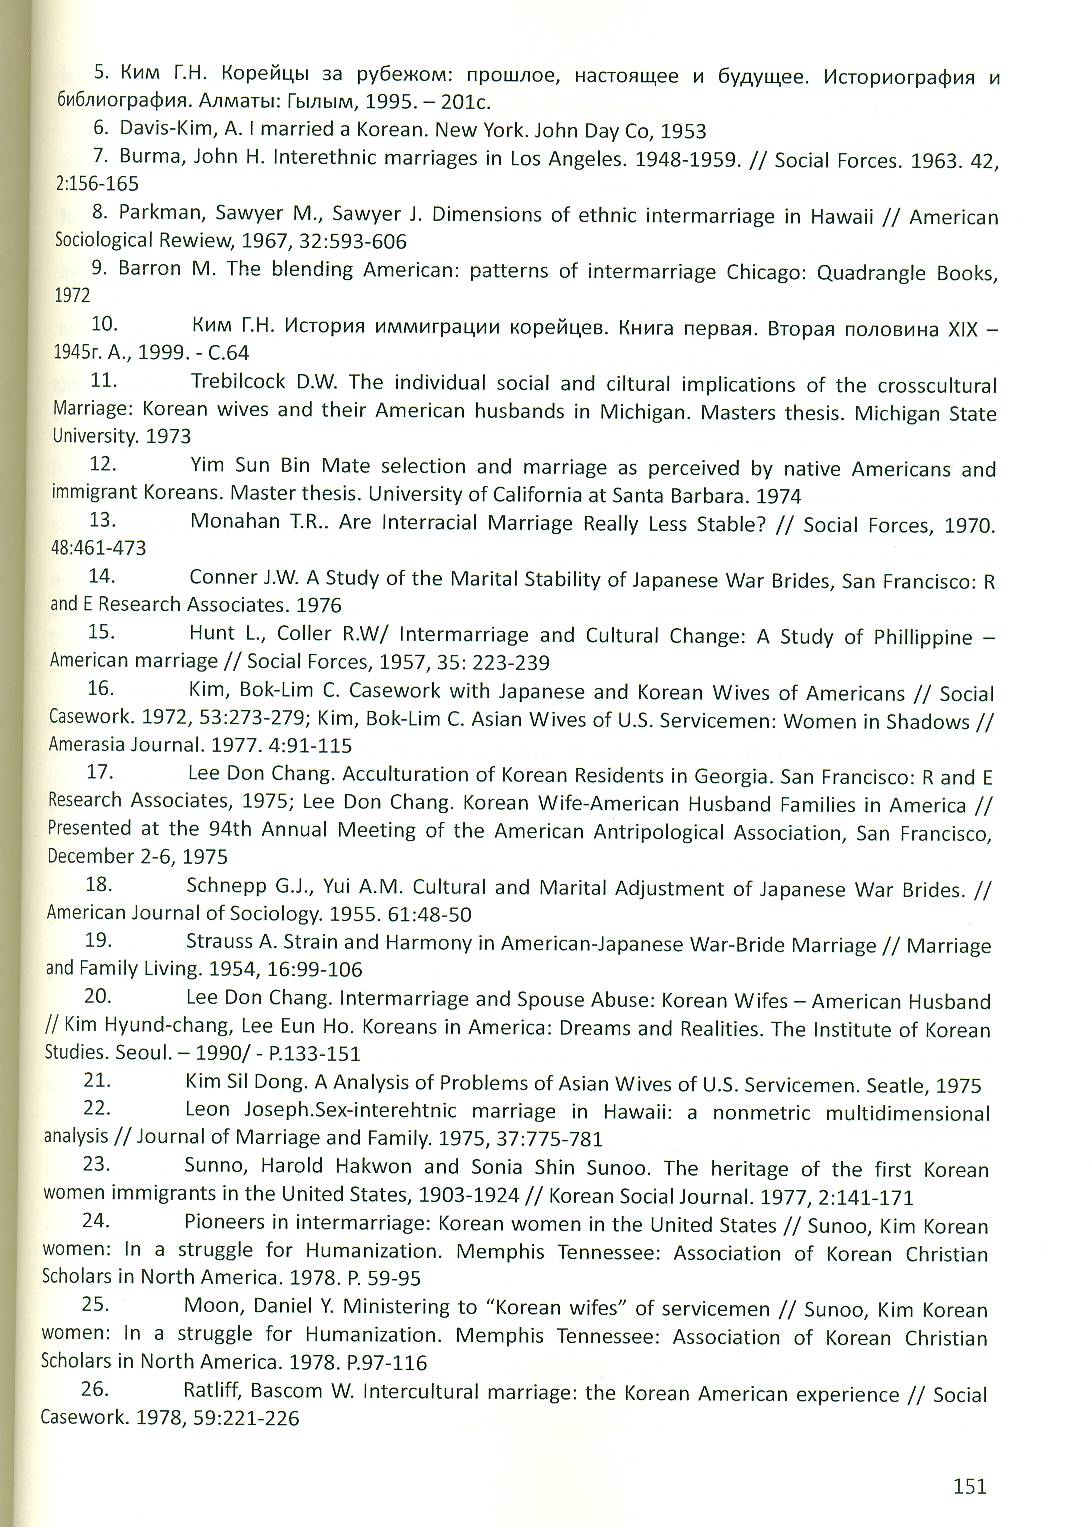 5. Ким Г.Н. Корейцы за рубежом: прошлое, настоящее и будущее. Историография и
библиография. Алматы: Гылым, 1995. – 201с.
6. Davis-Kim, A. I married a Korean. New York. John Day Co, 1953
7. Burma, John H. Interethnic marriages in Los Angeles. 1948-1959. // Social Forces. 1963. 42,
2:156-165
8. Parkman, Sawyer M., Sawyer J. Dimensions of ethnic intermarriage in Hawaii // American
Sociological Rewiew, 1967, 32:593-606
9. Barron M. The blending American: patterns of intermarriage Chicago: Quadrangle Books,
1972
10. Ким Г.Н. История иммиграции корейцев. Книга первая. Вторая половина XIX –
1945г. А., 1999. - С.64
11. Trebilcock D.W. The individual social and ciltural implications of the crosscultural
Marriage: Korean wives and their American husbands in Michigan. Masters thesis. Michigan State
University. 1973
12. Yim Sun Bin Mate selection and marriage as perceived by native Americans and
immigrant Koreans. Master thesis. University of California at Santa Barbara. 1974
13. Monahan T.R.. Are Interracial Marriage Really Less Stable? // Social Forces, 1970.
48:461-473
14. Conner J.W. A Study of the Marital Stability of Japanese War Brides, San Francisco: R
and E Research Associates. 1976
15. Hunt L., Coller R.W/ Intermarriage and Cultural Change: A Study of Phillippine –
American marriage // Social Forces, 1957, 35: 223-239
16. Kim, Bok-Lim C. Casework with Japanese and Korean Wives of Americans // Social
Casework. 1972, 53:273-279; Kim, Bok-Lim C. Asian Wives of U.S. Servicemen: Women in Shadows //
Amerasia Journal. 1977. 4:91-115
17. Lee Don Chang. Acculturation of Korean Residents in Georgia. San Francisco: R and E
Research Associates, 1975; Lee Don Chang. Korean Wife-American Husband Families in America //
Presented at the 94th Annual Meeting of the American Antripological Association, San Francisco,
December 2-6, 1975
18. Schnepp G.J., Yui A.M. Cultural and Marital Adjustment of Japanese War Brides. //
American Journal of Sociology. 1955. 61:48-50
19. Strauss A. Strain and Harmony in American-Japanese War-Bride Marriage // Marriage
and Family Living. 1954, 16:99-106
20. Lee Don Chang. Intermarriage and Spouse Abuse: Korean Wifes – American Husband
// Kim Hyund-chang, Lee Eun Ho. Koreans in America: Dreams and Realities. The Institute of Korean
Studies. Seoul. – 1990/ - P.133-151
21. Kim Sil Dong. A Analysis of Problems of Asian Wives of U.S. Servicemen. Seatle, 1975
22. Leon Joseph.Sex-interehtnic marriage in Hawaii: a nonmetric multidimensional
analysis // Journal of Marriage and Family. 1975, 37:775-781
23. Sunno, Harold Hakwon and Sonia Shin Sunoo. The heritage of the first Korean
women immigrants in the United States, 1903-1924 // Korean Social Journal. 1977, 2:141-171
24. Pioneers in intermarriage: Korean women in the United States // Sunoo, Kim Korean
women: In a struggle for Humanization. Memphis Tennessee: Association of Korean Christian
Scholars in North America. 1978. P. 59-95
25. Moon, Daniel Y. Ministering to “Korean wifes” of servicemen // Sunoo, Kim Korean
women: In a struggle for Humanization. Memphis Tennessee: Association of Korean Christian
Scholars in North America. 1978. P.97-116
26. Ratliff, Bascom W. Intercultural marriage: the Korean American experience // Social
Casework. 1978, 59:221-226
151